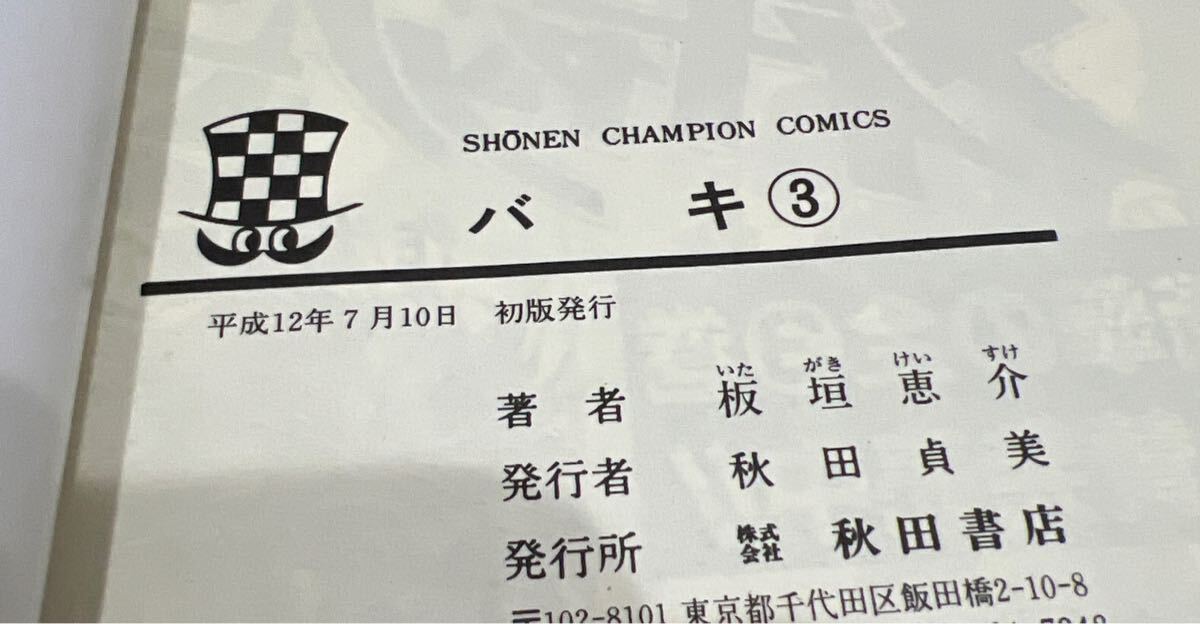 SHŌNEN CHAMPION COMICS
バキ③
平成12年7月10日 初版発行
著者 板垣恵介
いた がき けい すけ
発行者 秋田貞美
発行所 株式会社 秋田書店
〒102-8101 東京都千代田区飯田橋2-10-8